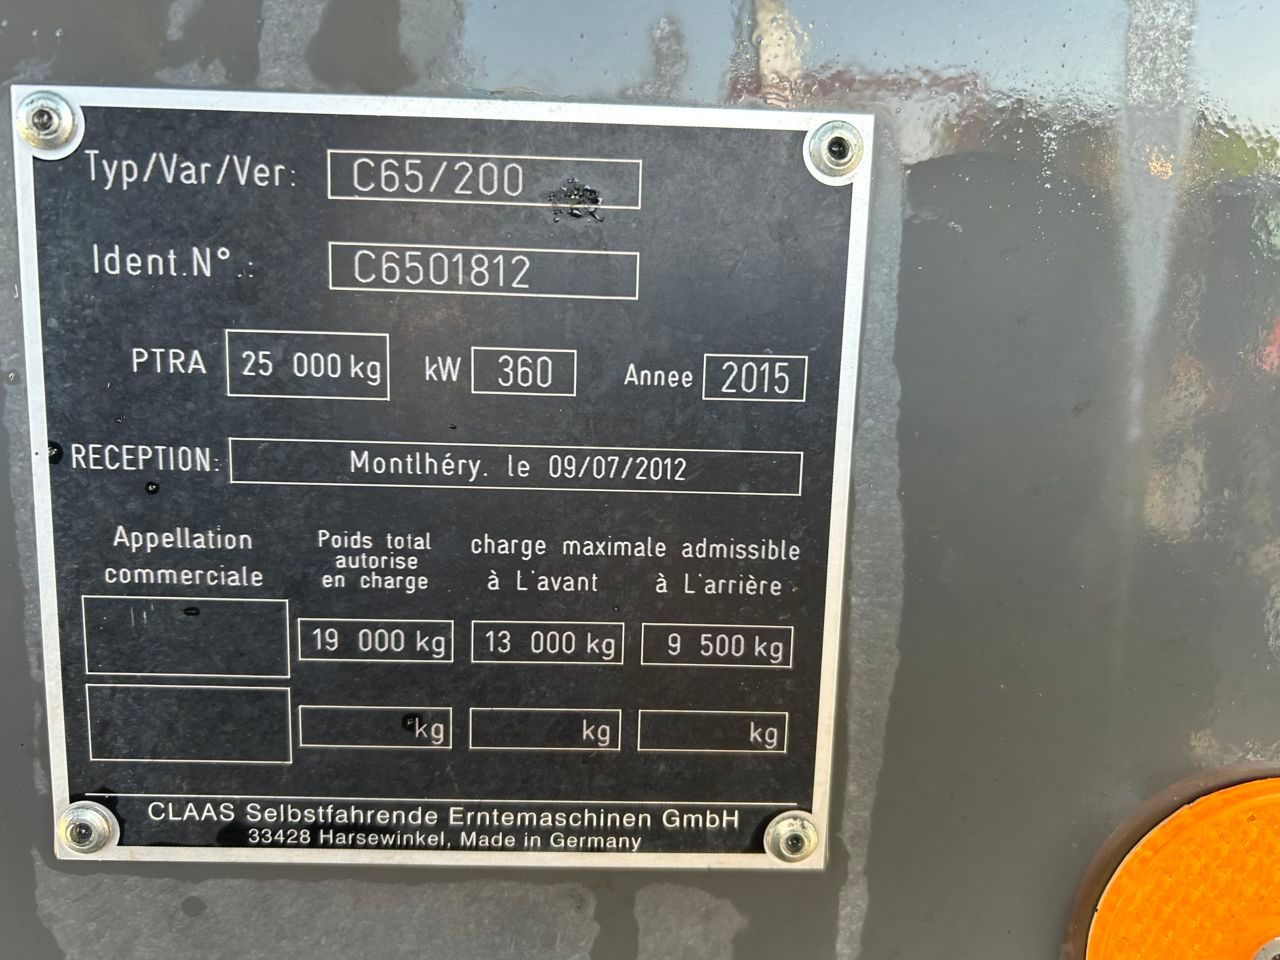 Typ/Var/Ver: C65/200
Ident.N°.: C6501812
PTRA 25 000 kg kW 360 Annee 2015
RECEPTION: Montlhéry. le 09/07/2012
Appellation commerciale
Poids total autorise en charge
charge maximale admissible
à L'avant à L'arrière
19 000 kg 13 000 kg 9 500 kg
kg kg kg
CLAAS Selbstfahrende Erntemaschinen GmbH
33428 Harsewinkel, Made in Germany